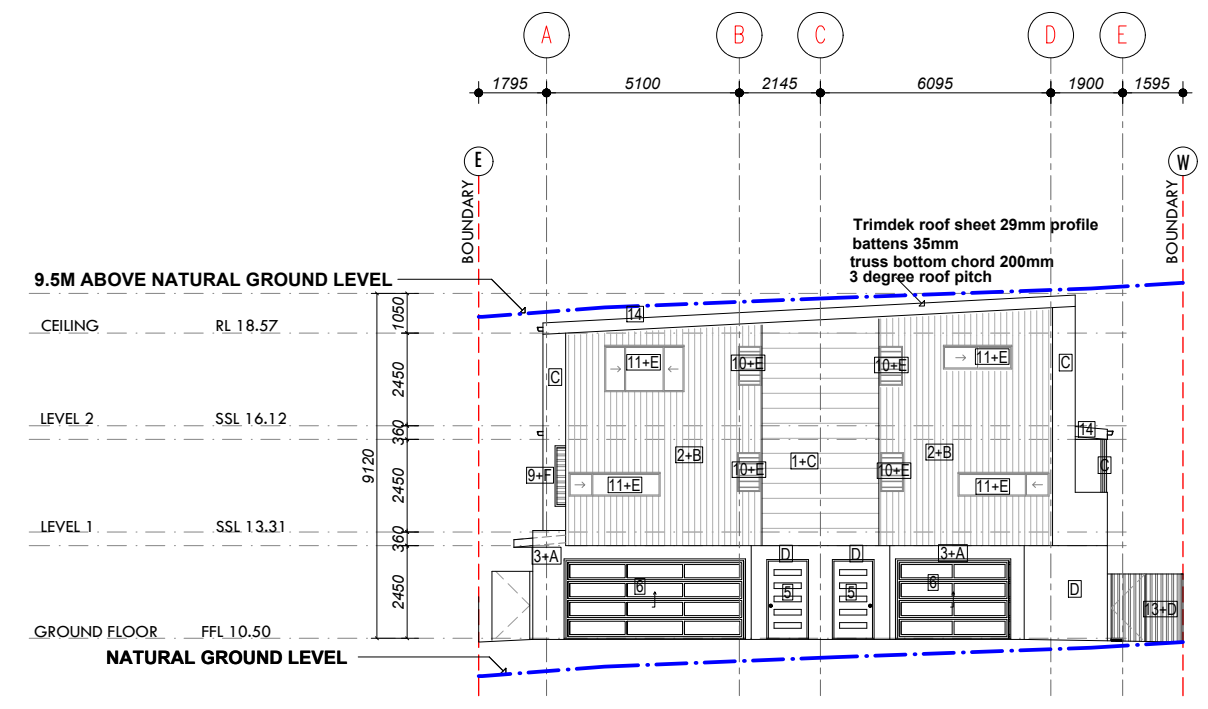 A B C D E
1795 5100 2145 6095 1900 1595
E W
BOUNDARY
BOUNDARY
Trimdek roof sheet 29mm profile
battens 35mm
truss bottom chord 200mm
3 degree roof pitch
9.5M ABOVE NATURAL GROUND LEVEL
1050
14
CEILING RL 18.57
11+E 10+E 10+E 11+E
C C
2450
LEVEL 2 SSL 16.12
360
14
9120
2+B 1+C 2+B
9+F 10+E 10+E C
2450
11+E 11+E
LEVEL 1 SSL 13.31
360
3+A D D 3+A
6 5 5 6 D
2450
13+D
GROUND FLOOR FFL 10.50
NATURAL GROUND LEVEL